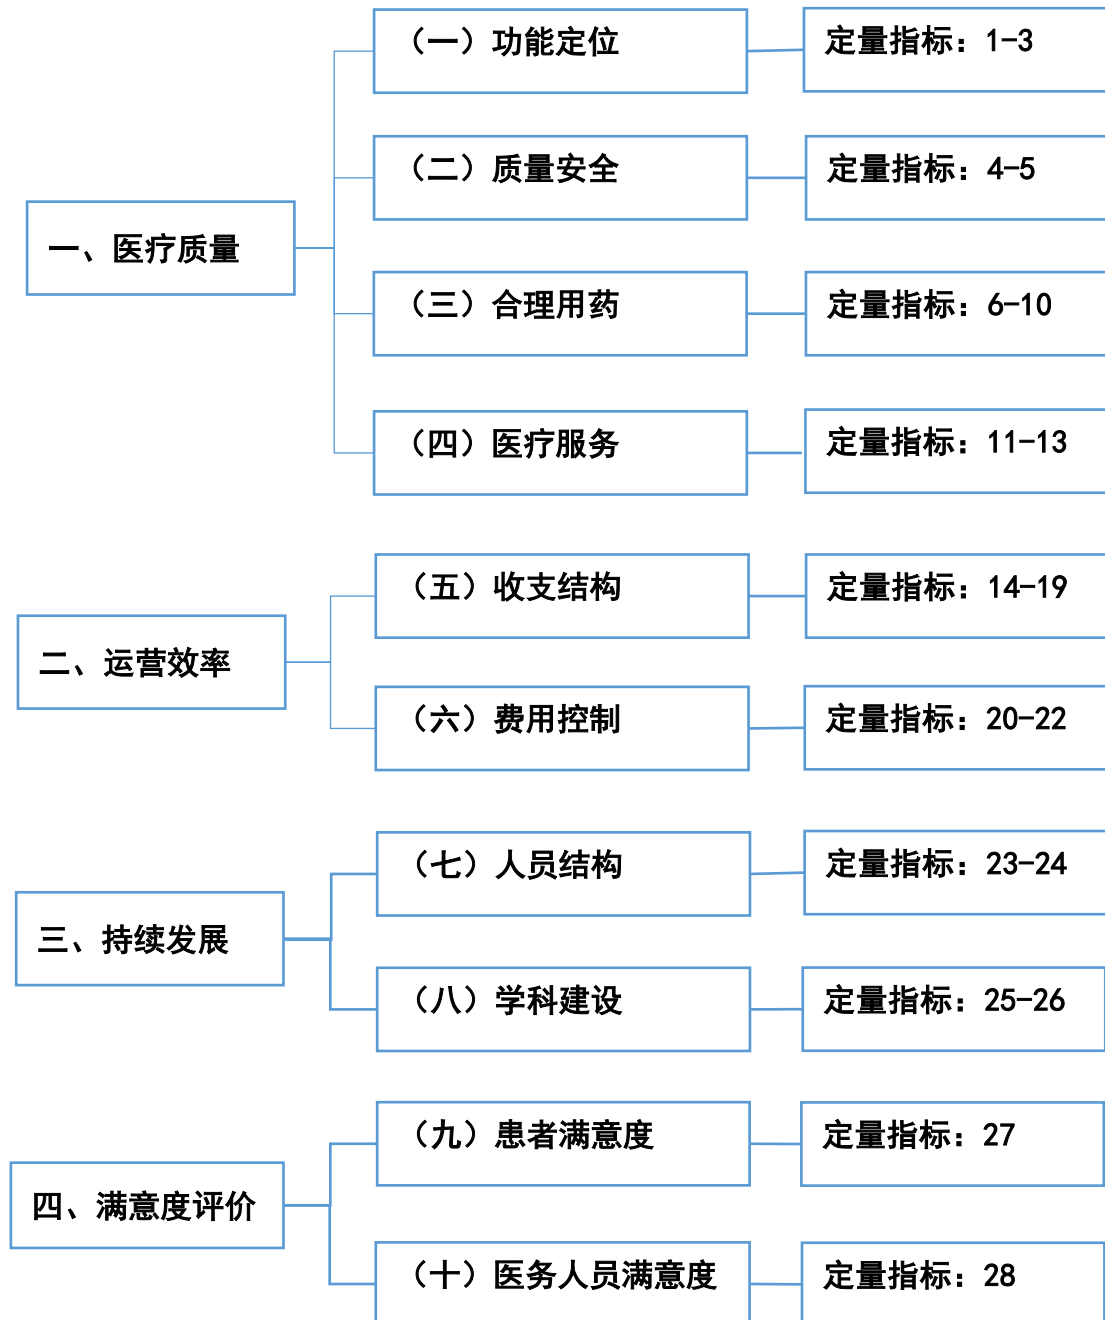 一、医疗质量
（一）功能定位
定量指标：1-3
（二）质量安全
定量指标：4-5
（三）合理用药
定量指标：6-10
（四）医疗服务
定量指标：11-13
二、运营效率
（五）收支结构
定量指标：14-19
（六）费用控制
定量指标：20-22
三、持续发展
（七）人员结构
定量指标：23-24
（八）学科建设
定量指标：25-26
四、满意度评价
（九）患者满意度
定量指标：27
（十）医务人员满意度
定量指标：28